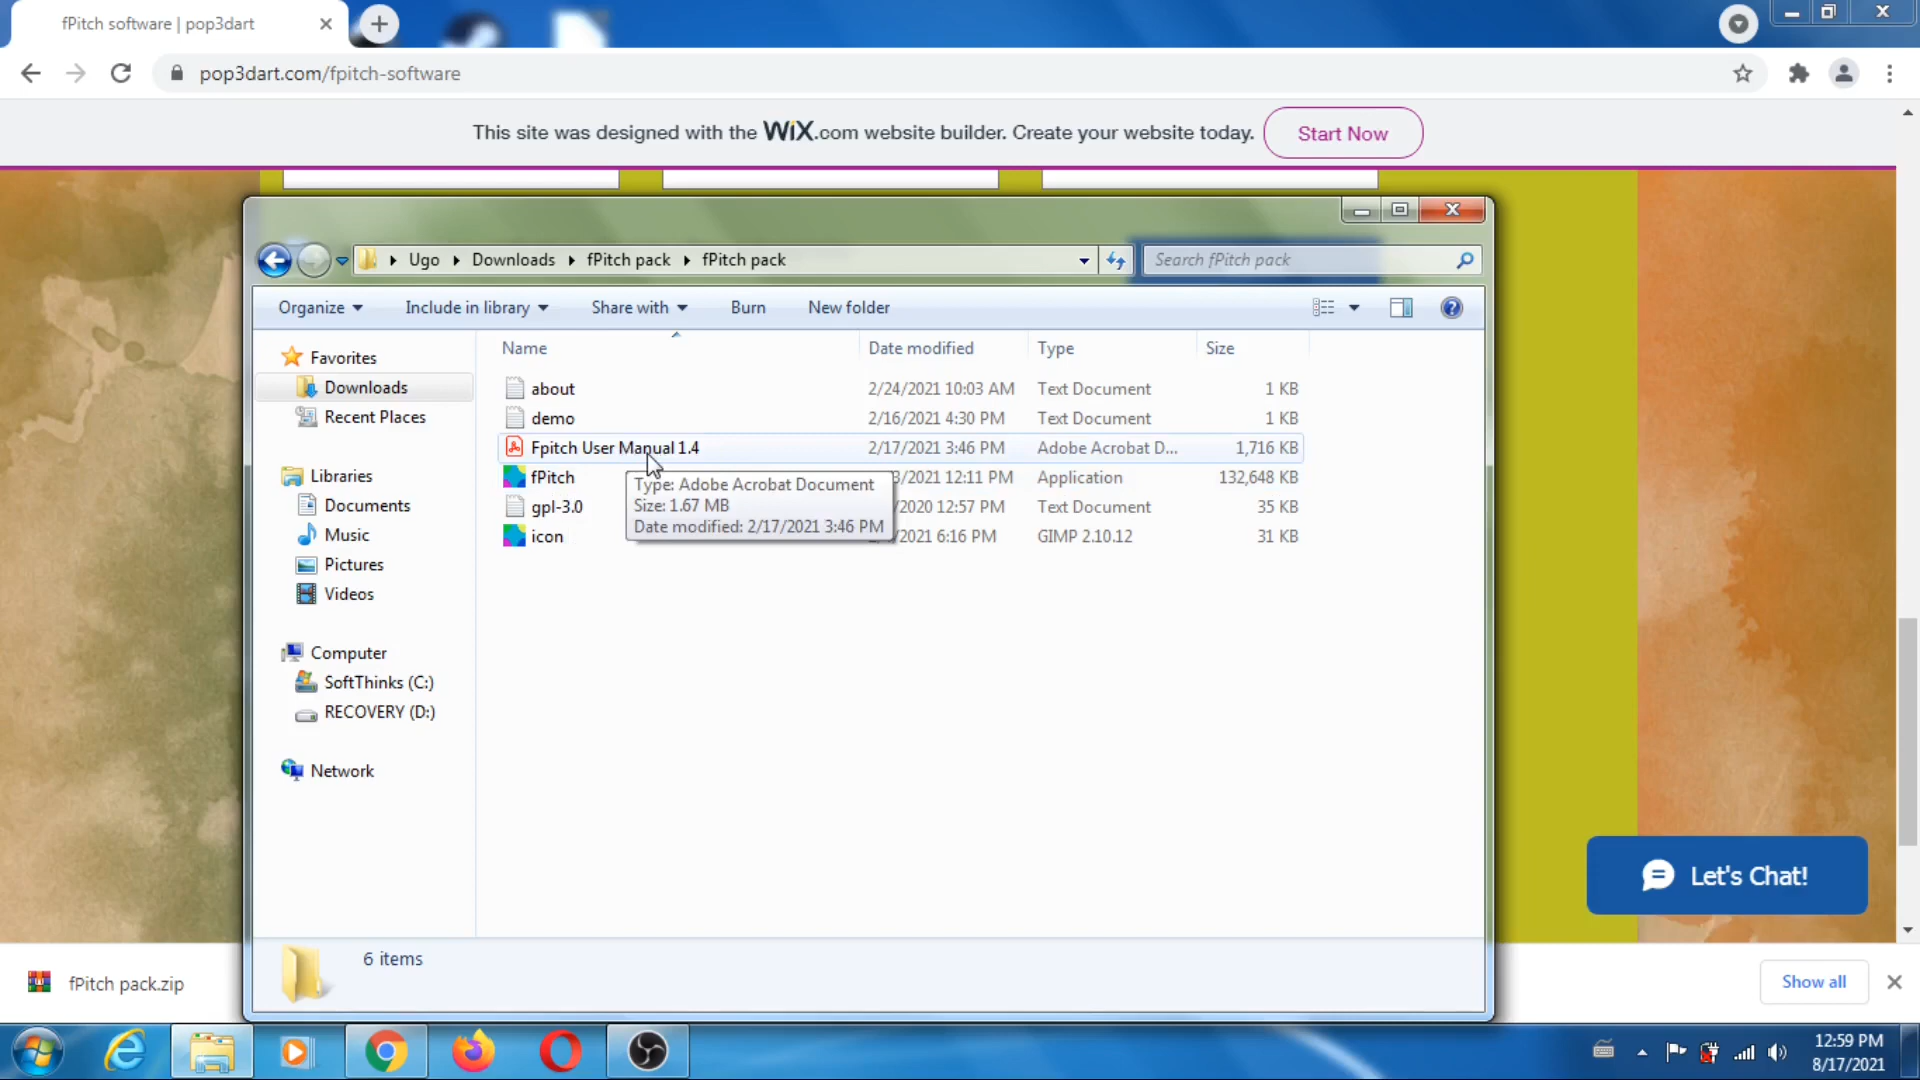 fPitch software | pop3dart
pop3dart.com/fpitch-software
This site was designed with the WiX.com website builder. Create your website today. Start Now
Ugo Downloads fPitch pack fPitch pack Search fPitch pack
Organize Include in library Share with Burn New folder
Name Date modified Type Size
Favorites
Downloads
Recent Places
Libraries
Documents
Music
Pictures
Videos
Computer
SoftThinks (C:)
RECOVERY (D:)
Network
about 2/24/2021 10:03 AM Text Document 1 KB
demo 2/16/2021 4:30 PM Text Document 1 KB
Fpitch User Manual 1.4 2/17/2021 3:46 PM Adobe Acrobat D... 1,716 KB
fPitch 3/2021 12:11 PM Application 132,648 KB
gpl-3.0 /2020 12:57 PM Text Document 35 KB
icon /2021 6:16 PM GIMP 2.10.12 31 KB
Type: Adobe Acrobat Document
Size: 1.67 MB
Date modified: 2/17/2021 3:46 PM
6 items
Let's Chat!
fPitch pack.zip Show all
12:59 PM
8/17/2021